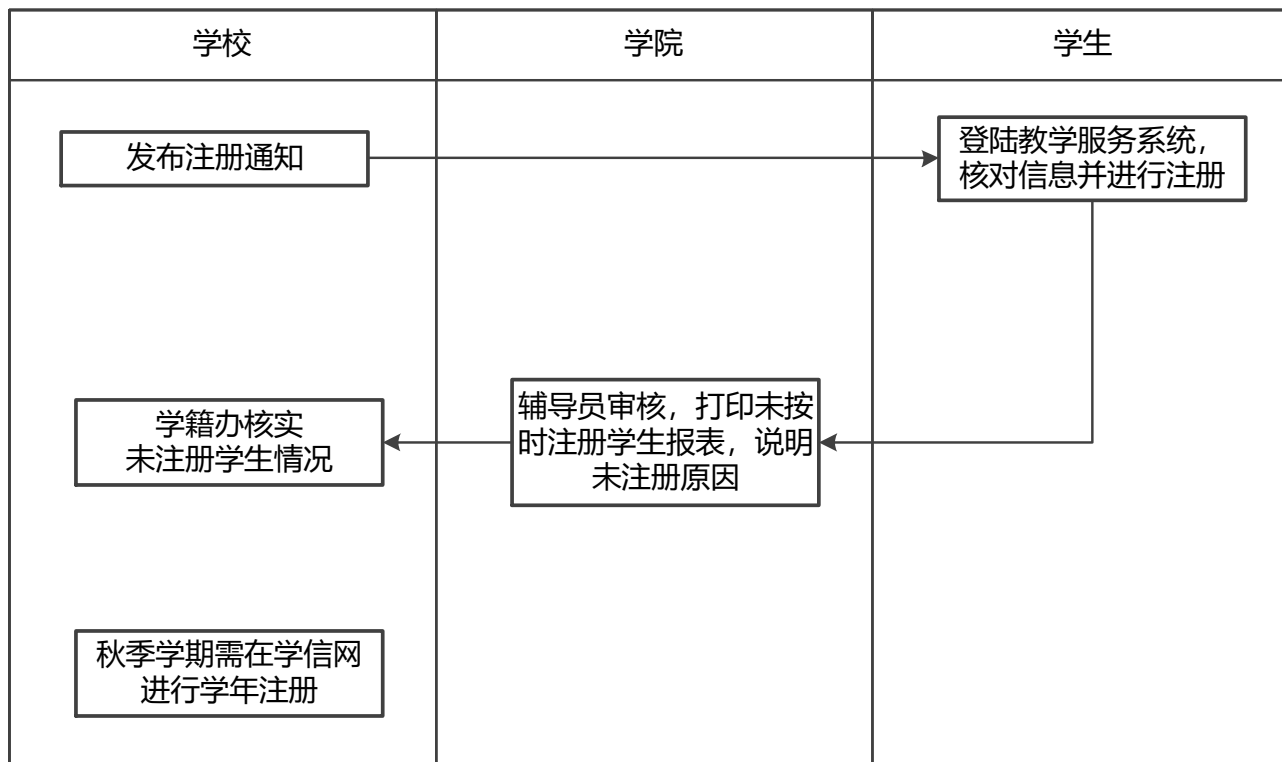 学校
学院
学生
发布注册通知
登陆教学服务系统，
核对信息并进行注册
学籍办核实
未注册学生情况
辅导员审核，打印未按
时注册学生报表，说明
未注册原因
秋季学期需在学信网
进行学年注册